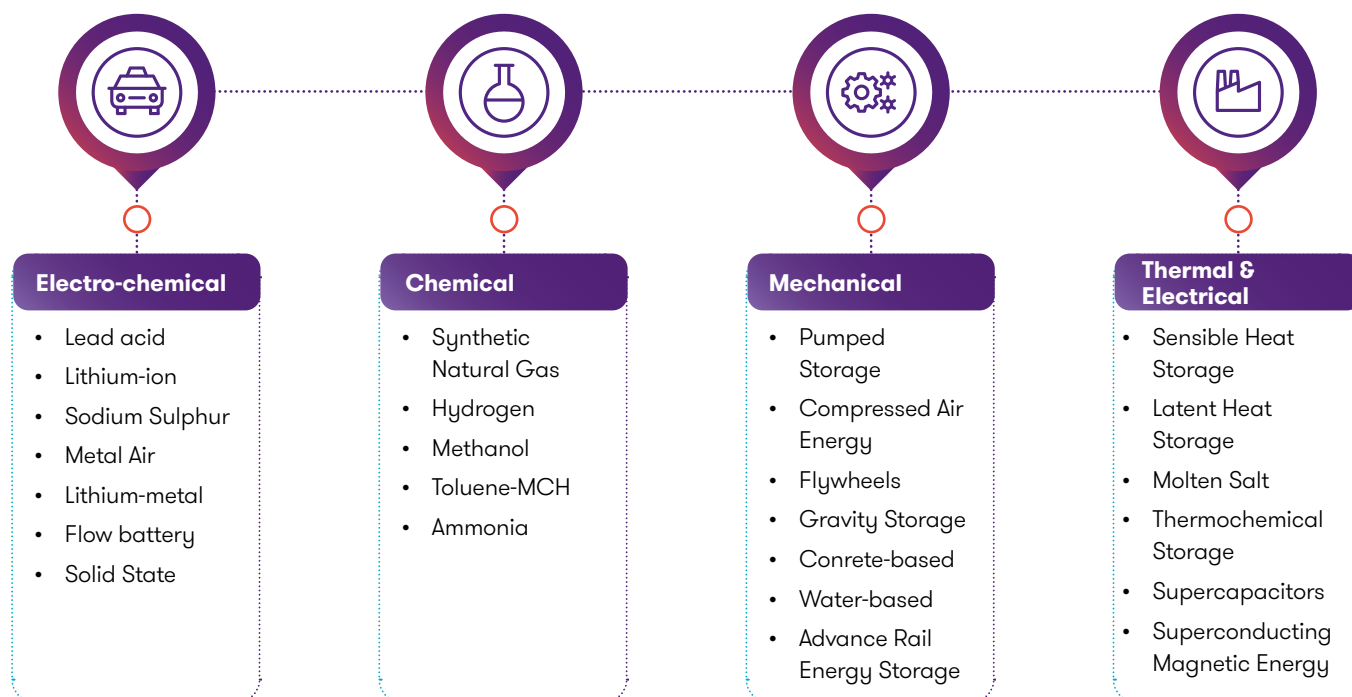 Electro-chemical
• Lead acid
• Lithium-ion
• Sodium Sulphur
• Metal Air
• Lithium-metal
• Flow battery
• Solid State
Chemical
• Synthetic
Natural Gas
• Hydrogen
• Methanol
• Toluene-MCH
• Ammonia
Mechanical
• Pumped
Storage
• Compressed Air
Energy
• Flywheels
• Gravity Storage
• Conrete-based
• Water-based
• Advance Rail
Energy Storage
Thermal &
Electrical
• Sensible Heat
Storage
• Latent Heat
Storage
• Molten Salt
• Thermochemical
Storage
• Supercapacitors
• Superconducting
Magnetic Energy